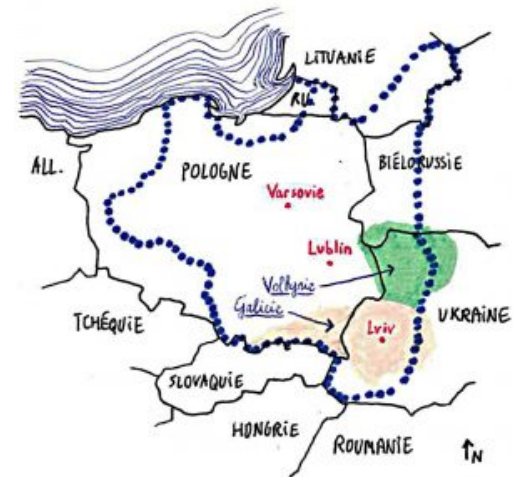 LITUANIE
RU.
ALL.
POLOGNE
BIÉLORUSSIE
Varsovie
Lublin
Volhynie
Galicie
TCHÉQUIE
Lviv
UKRAINE
SLOVAQUIE
HONGRIE
ROUMANIE
N